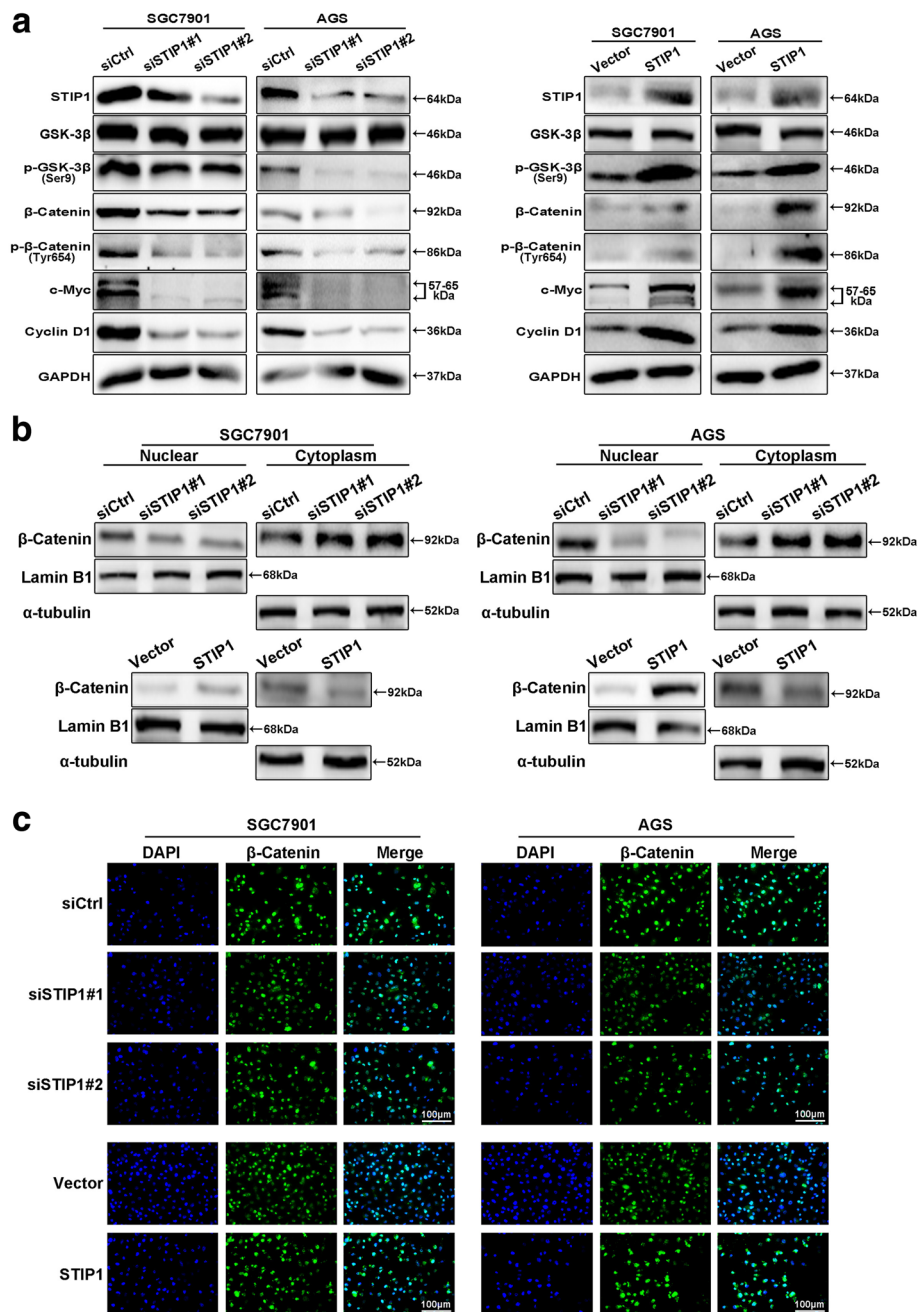 a
SGC7901 AGS
siCtrl siSTIP1#1 siSTIP1#2 siCtrl siSTIP1#1 siSTIP1#2
STIP1 ←64kDa
GSK-3β ←46kDa
p-GSK-3β ←46kDa
(Ser9)
β-Catenin ←92kDa
p-β-Catenin ←86kDa
(Tyr654)
c-Myc 57-65
kDa
Cyclin D1 ←36kDa
GAPDH ←37kDa
SGC7901 AGS
Vector STIP1 Vector STIP1
STIP1 ←64kDa
GSK-3β ←46kDa
p-GSK-3β ←46kDa
(Ser9)
β-Catenin ←92kDa
p-β-Catenin ←86kDa
(Tyr654)
c-Myc 57-65
kDa
Cyclin D1 ←36kDa
GAPDH ←37kDa
b
SGC7901
Nuclear Cytoplasm
siCtrl siSTIP1#1 siSTIP1#2 siCtrl siSTIP1#1 siSTIP1#2
β-Catenin ←92kDa
Lamin B1 ←68kDa
α-tubulin ←52kDa
Vector STIP1 Vector STIP1
β-Catenin ←92kDa
Lamin B1 ←68kDa
α-tubulin ←52kDa
AGS
Nuclear Cytoplasm
siCtrl siSTIP1#1 siSTIP1#2 siCtrl siSTIP1#1 siSTIP1#2
β-Catenin ←92kDa
Lamin B1 ←68kDa
α-tubulin ←52kDa
Vector STIP1 Vector STIP1
β-Catenin ←92kDa
Lamin B1 ←68kDa
α-tubulin ←52kDa
c
SGC7901 AGS
DAPI β-Catenin Merge DAPI β-Catenin Merge
siCtrl
siSTIP1#1
siSTIP1#2
100μm 100μm
Vector
STIP1
100μm 100μm